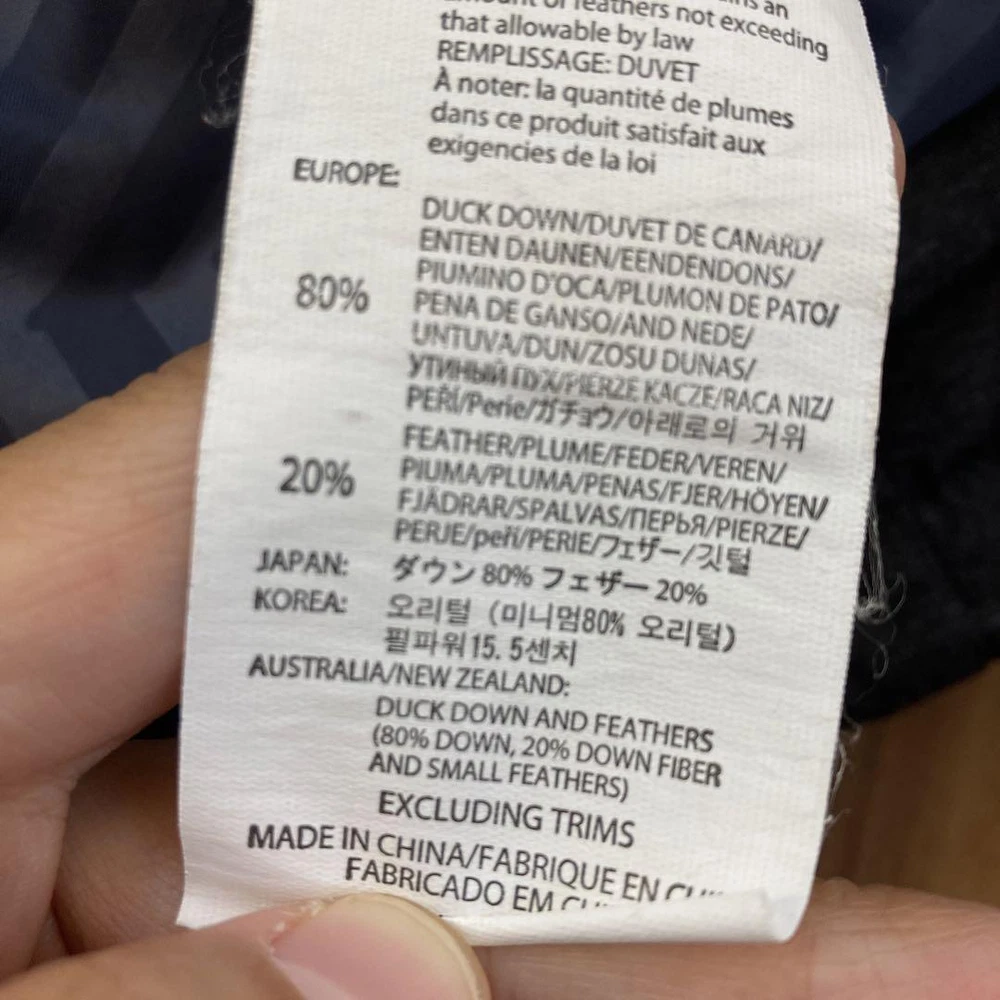 an
of feathers not exceeding
that allowable by law
REMPLISSAGE: DUVET
À noter: la quantité de plumes
dans ce produit satisfait aux
exigencies de la loi
EUROPE:
DUCK DOWN/DUVET DE CANARD/
ENTEN DAUNEN/EENDENDONS/
80% PIUMINO D'OCA/PLUMON DE PATO/
PENA DE GANSO/AND NEDE/
UNTUVA/DUN/ZOSU DUNAS/
УТИНЫЙ ПУХ/PIERZE KACZE/RACA NIZ/
PEŘÍ/Perie/ガチョウ/아래로의 거위
FEATHER/PLUME/FEDER/VEREN/
20% PIUMA/PLUMA/PENAS/FJER/HÖYEN/
FJÄDRAR/SPALVAS/ПЕРЬЯ/PIERZE/
PERJE/peří/PERIE/フェザー/깃털
JAPAN: ダウン 80% フェザー 20%
KOREA: 오리털 (미니멈80% 오리털)
필파워15. 5센치
AUSTRALIA/NEW ZEALAND:
DUCK DOWN AND FEATHERS
(80% DOWN, 20% DOWN FIBER
AND SMALL FEATHERS)
EXCLUDING TRIMS
MADE IN CHINA/FABRIQUE EN
FABRICADO EM